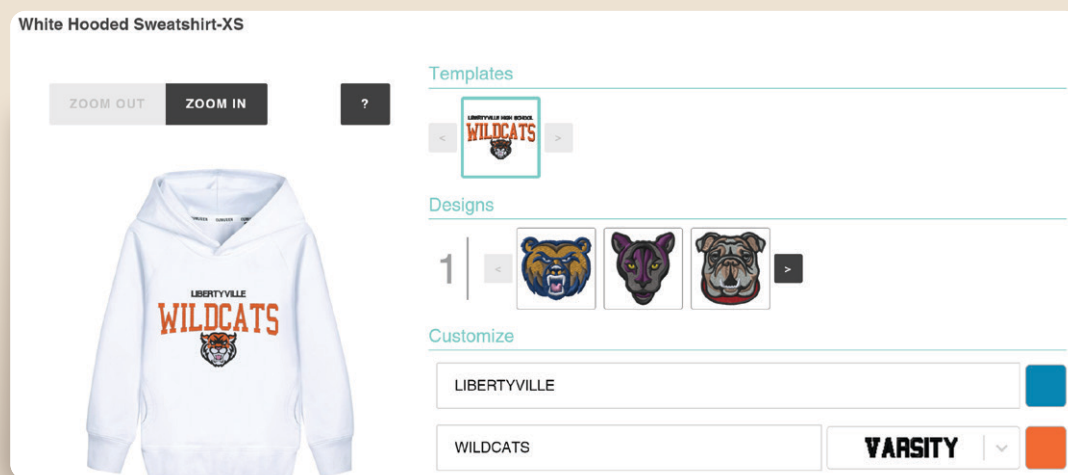 White Hooded Sweatshirt-XS
ZOOM OUT
ZOOM IN
?
LIBERTYVILLE
WILDCATS
Templates
<
LIBERTYVILLE HIGH SCHOOL
WILDCATS
>
Designs
1
<
>
Customize
LIBERTYVILLE
WILDCATS
VARSITY